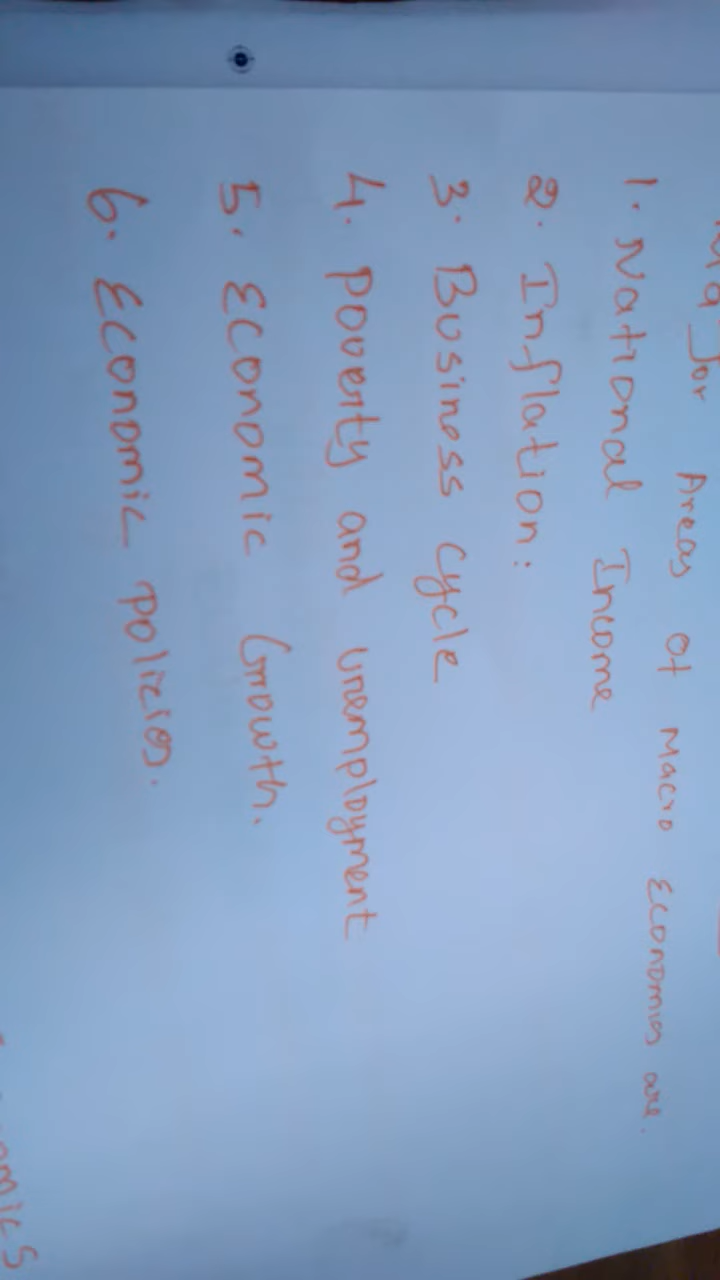 Major Areas of Macro Economics are.
1. National Income
2. Inflation:
3. Business cycle
4. Poverty and unemployment
5. Economic Growth.
6. Economic policies.